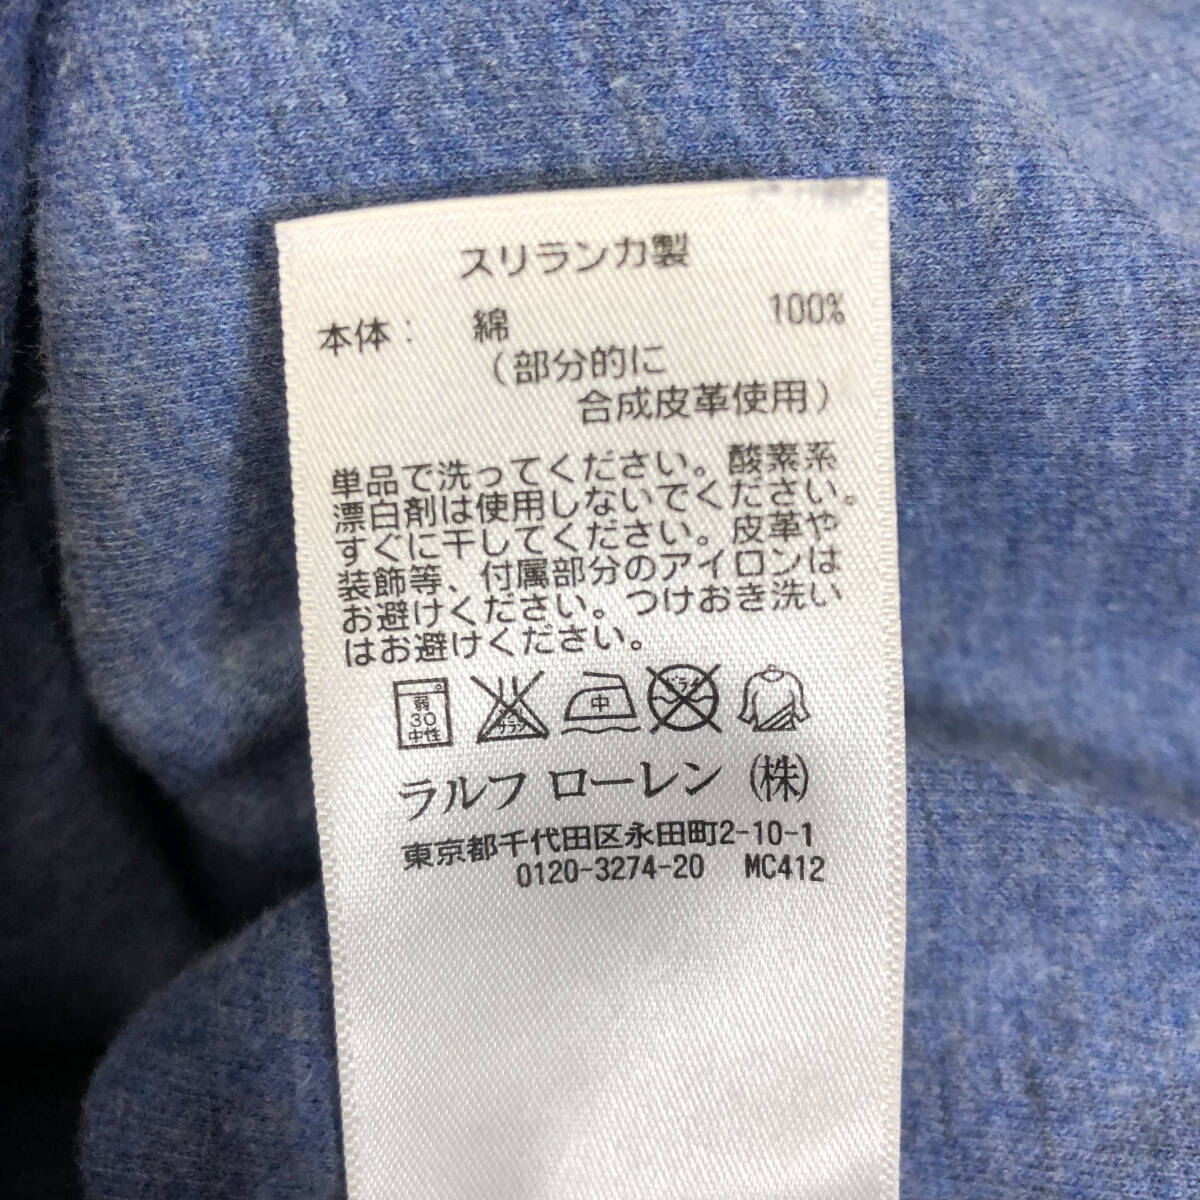 スリランカ製
本体： 綿 100%
（部分的に
合成皮革使用）
単品で洗ってください。酸素系
漂白剤は使用しないでください。
すぐに干してください。皮革や
装飾等、付属部分のアイロンは
お避けください。つけおき洗い
はお避けください。
弱
30
中性
サラシ
中
ドライ
ラルフ ローレン（株）
東京都千代田区永田町2-10-1
0120-3274-20 MC412